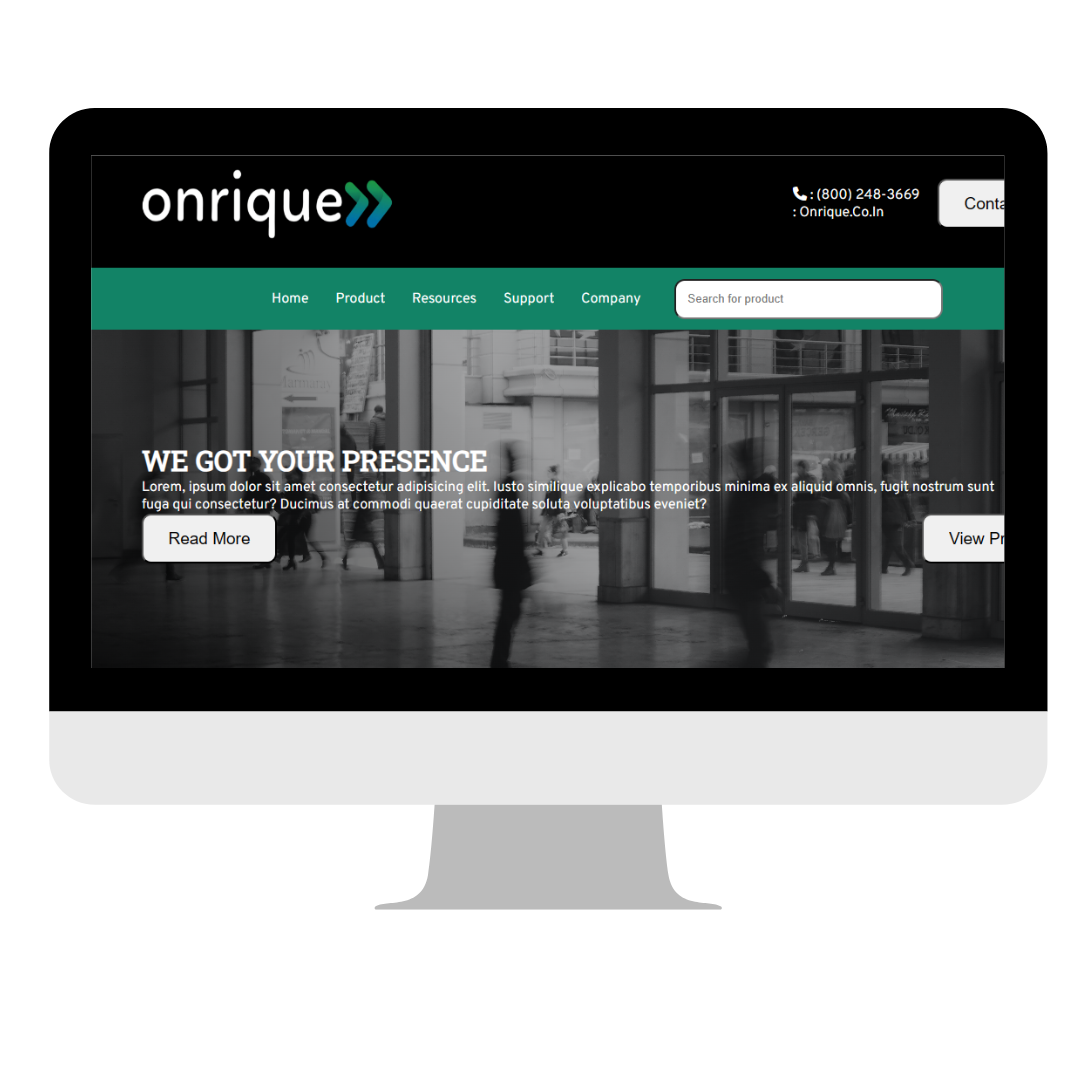 onrique
: (800) 248-3669
: Onrique.Co.In
Conta
Home Product Resources Support Company Search for product
WE GOT YOUR PRESENCE
Lorem, ipsum dolor sit amet consectetur adipisicing elit. Iusto similique explicabo temporibus minima ex aliquid omnis, fugit nostrum sunt
fuga qui consectetur? Ducimus at commodi quaerat cupiditate soluta voluptatibus eveniet?
Read More View Pr